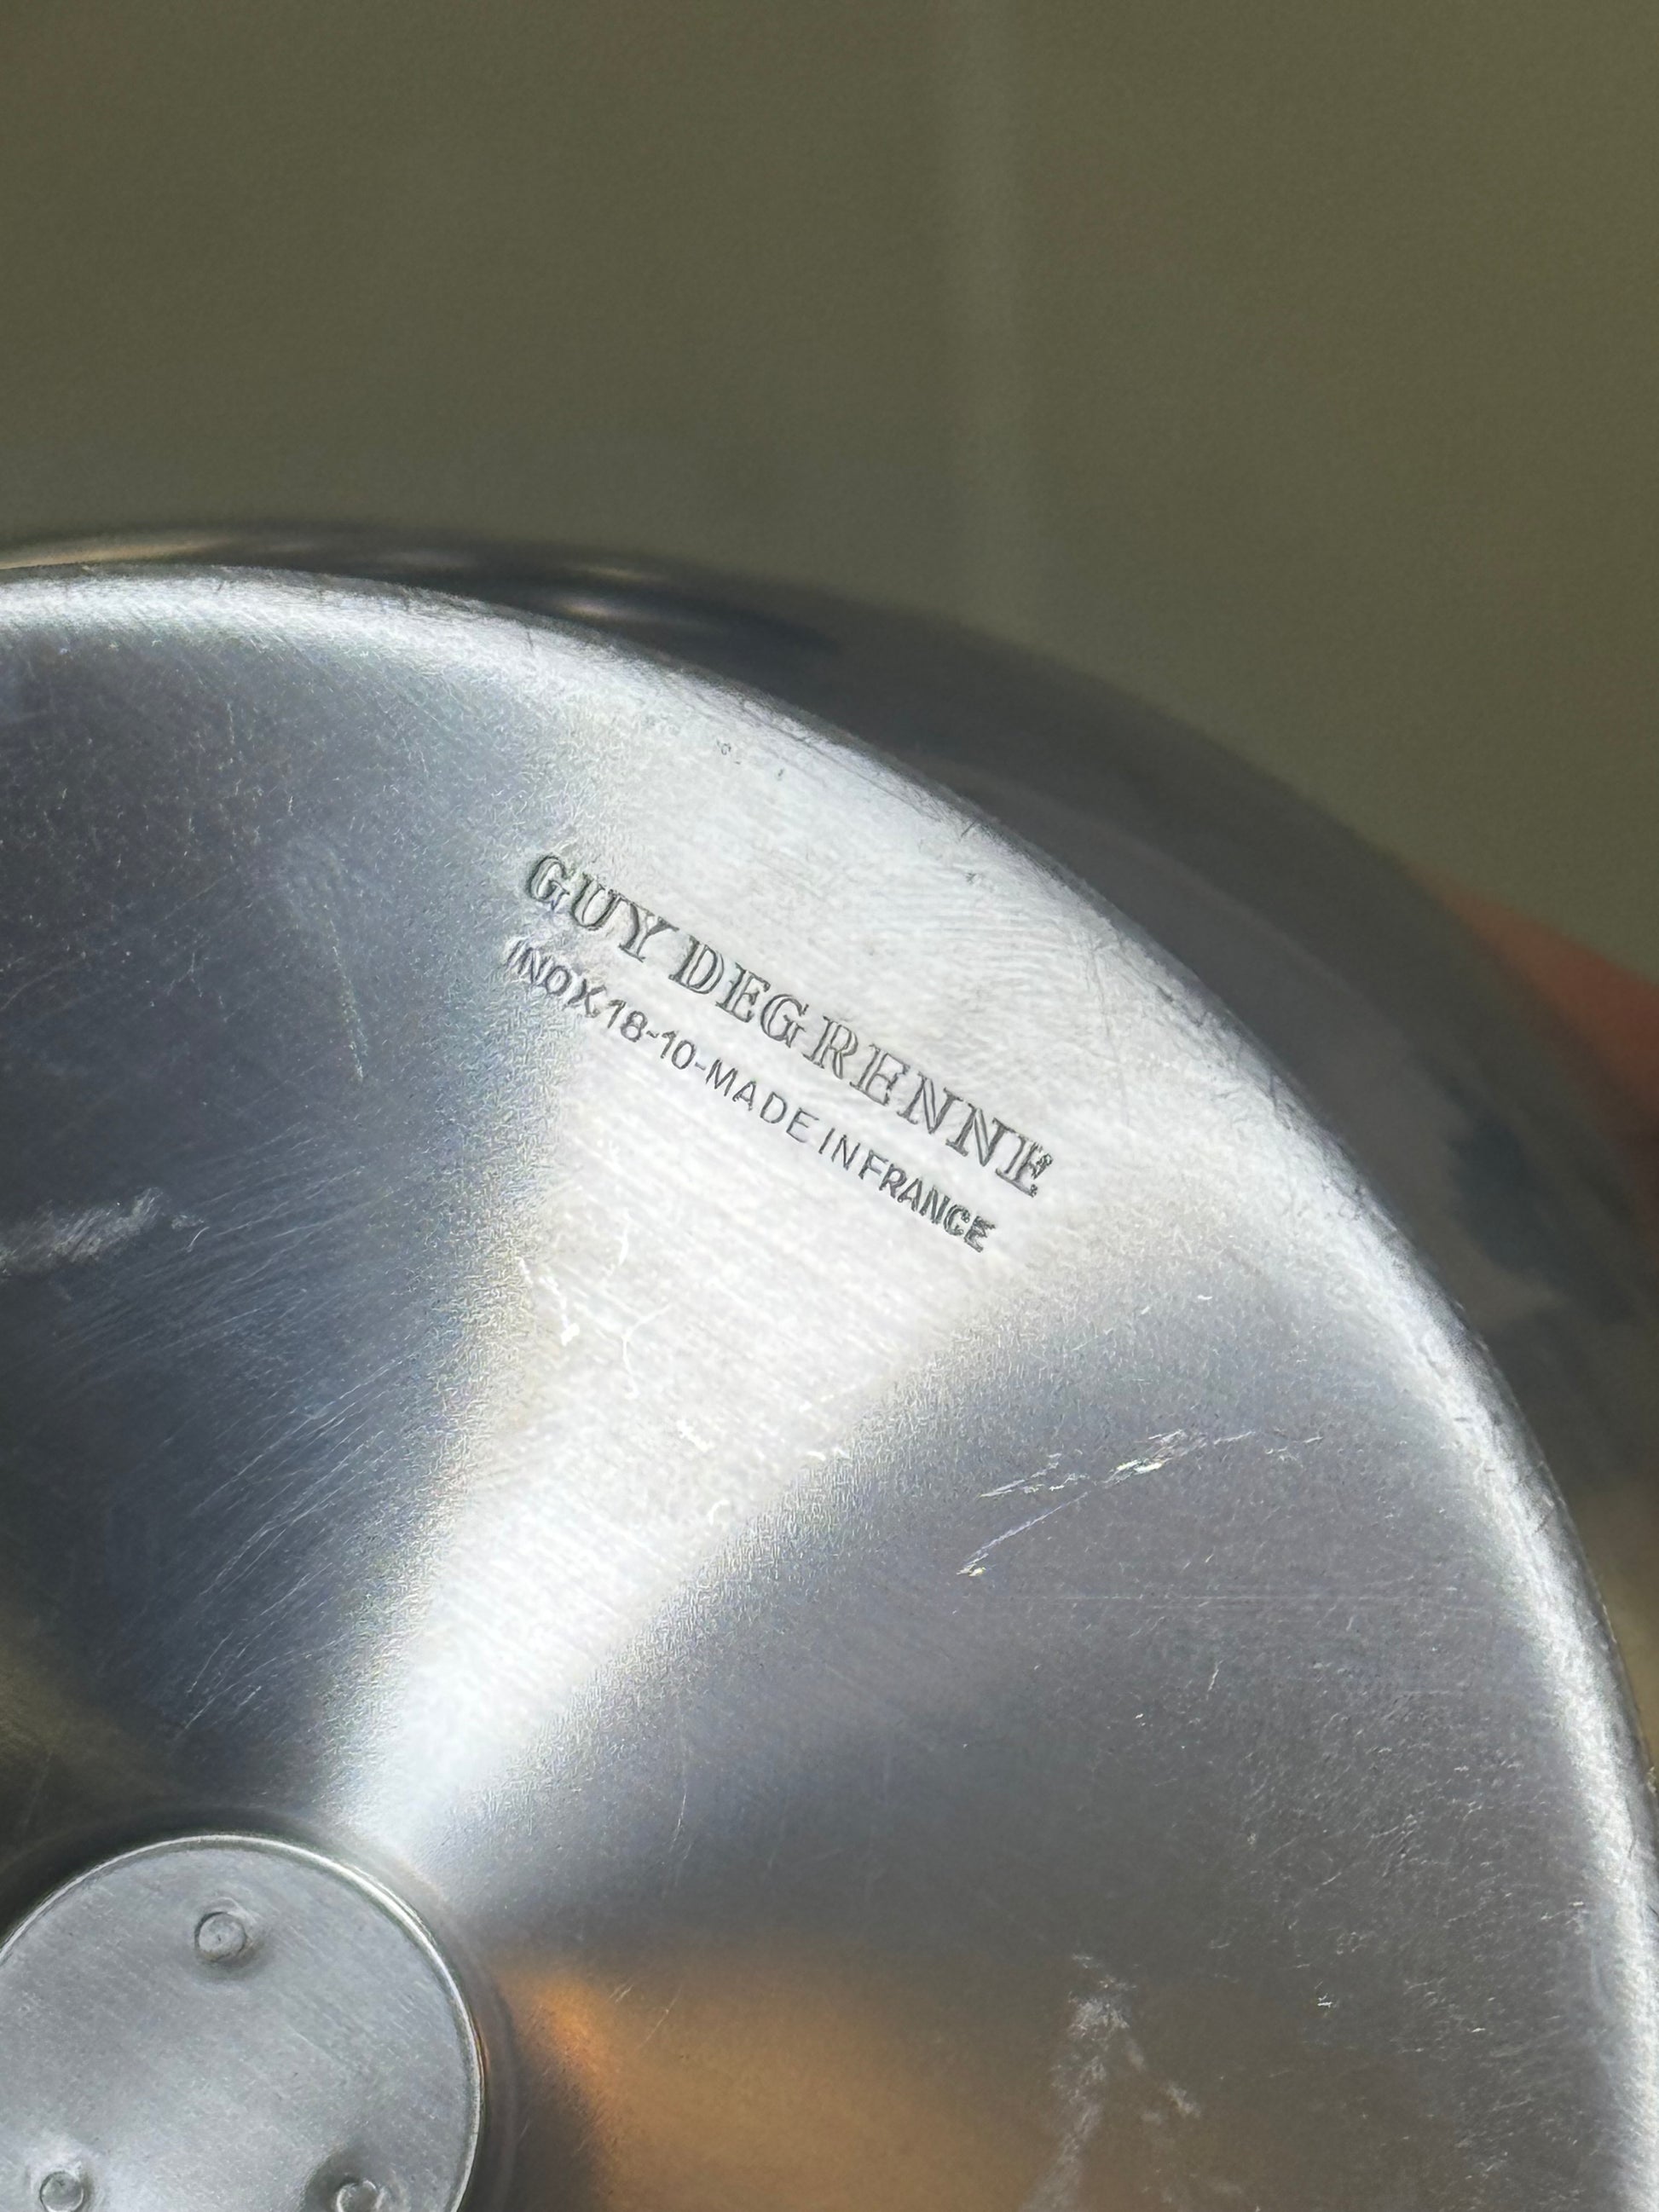 GUY DEGRENNE
INOX 18-10-MADE IN FRANCE